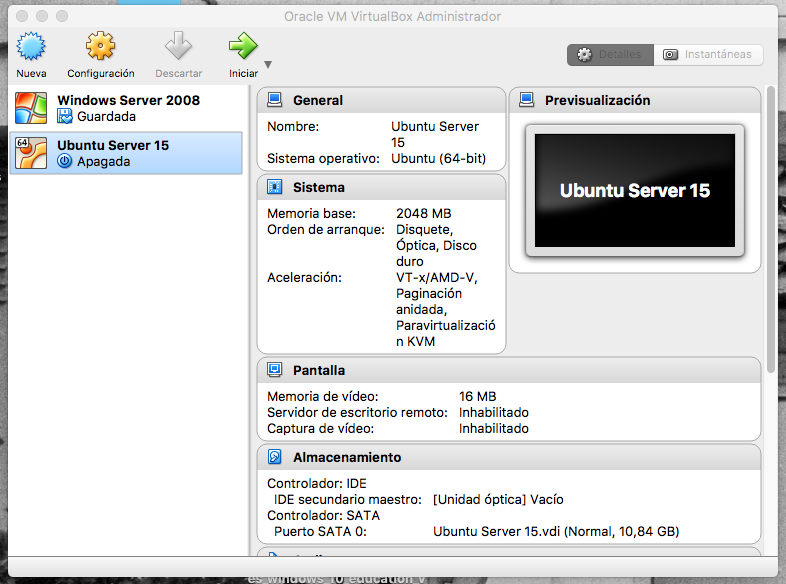 Oracle VM VirtualBox Administrador
Nueva
Configuración
Descartar
Iniciar
Detalles
Instantáneas
Windows Server 2008
Guardada
64
Ubuntu Server 15
Apagada
General
Nombre: Ubuntu Server
15
Sistema operativo: Ubuntu (64-bit)
Sistema
Memoria base: 2048 MB
Orden de arranque: Disquete,
Óptica, Disco
duro
Aceleración: VT-x/AMD-V,
Paginación
anidada,
Paravirtualizació
n KVM
Previsualización
Ubuntu Server 15
Pantalla
Memoria de vídeo: 16 MB
Servidor de escritorio remoto: Inhabilitado
Captura de vídeo: Inhabilitado
Almacenamiento
Controlador: IDE
IDE secundario maestro: [Unidad óptica] Vacío
Controlador: SATA
Puerto SATA 0: Ubuntu Server 15.vdi (Normal, 10,84 GB)
es windows 10 education v